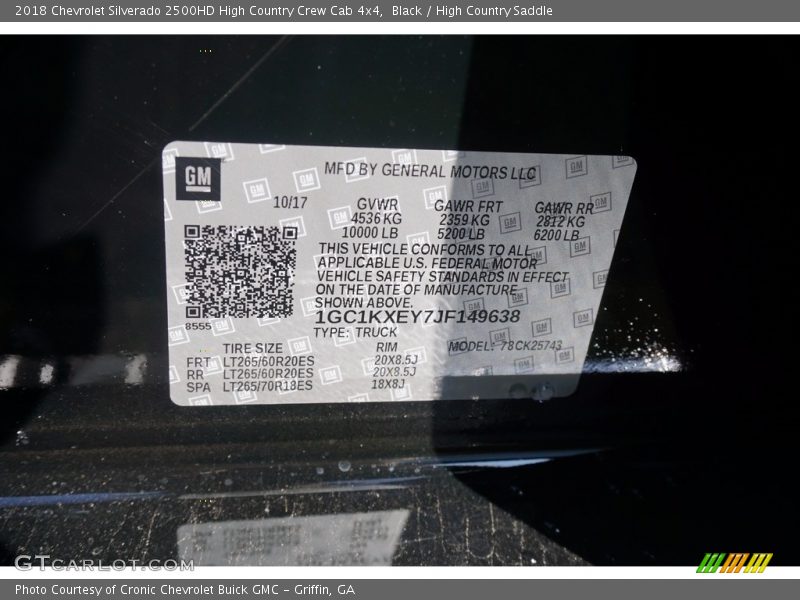 2018 Chevrolet Silverado 2500HD High Country Crew Cab 4x4, Black / High Country Saddle
GM
MFD BY GENERAL MOTORS LLC
10/17 GVWR GAWR FRT GAWR RR
4536 KG 2359 KG 2812 KG
10000 LB 5200 LB 6200 LB
THIS VEHICLE CONFORMS TO ALL
APPLICABLE U.S. FEDERAL MOTOR
VEHICLE SAFETY STANDARDS IN EFFECT
ON THE DATE OF MANUFACTURE
SHOWN ABOVE.
1GC1KXEY7JF149638
8555
TYPE: TRUCK
TIRE SIZE RIM MODEL: 78CK25743
FRT LT265/60R20ES 20X8.5J
RR LT265/60R20ES 20X8.5J
SPA LT265/70R18ES 18X8J
GTcarlot.com
Photo Courtesy of Cronic Chevrolet Buick GMC – Griffin, GA